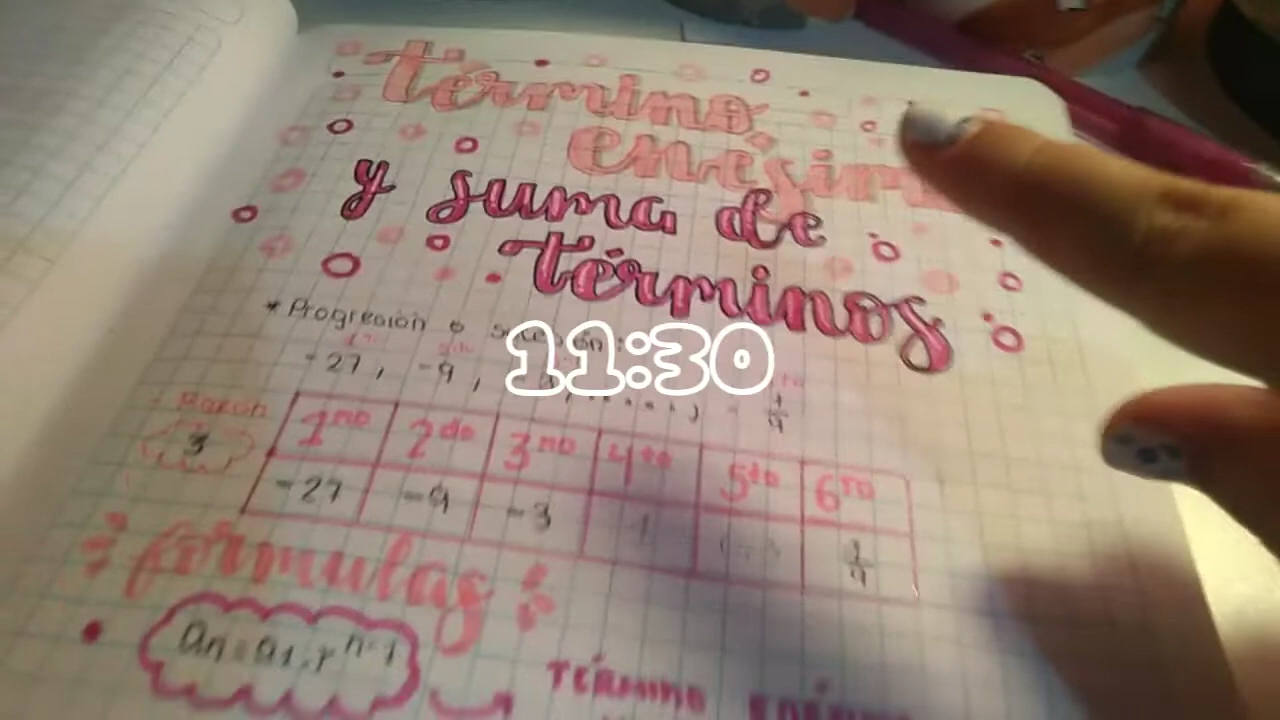 término
y suma de
términos
* Progresión o
-27, -9,
11:30
Razón
3
1ro 2do 3ro 4to 5to 6to
-27 -9 -3 1/9
formulas
an = a1 . r n-1
TÉRMINO